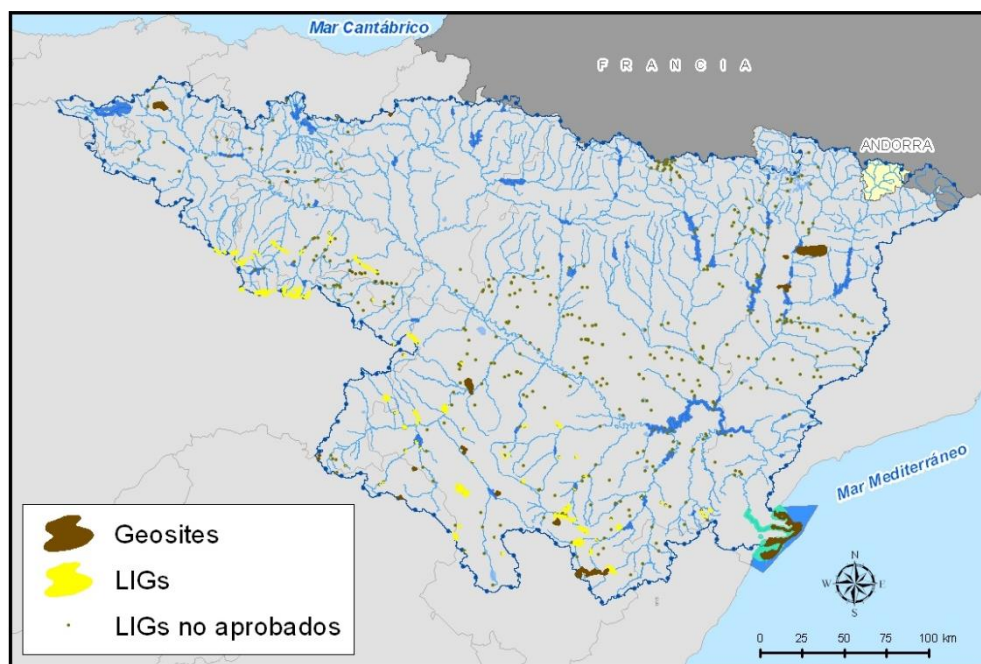 Mar Cantábrico
FRANCIA
ANDORRA
Mar Mediterráneo
Geosites
LIGs
LIGs no aprobados
N
W E
S
0 25 50 75 100 km